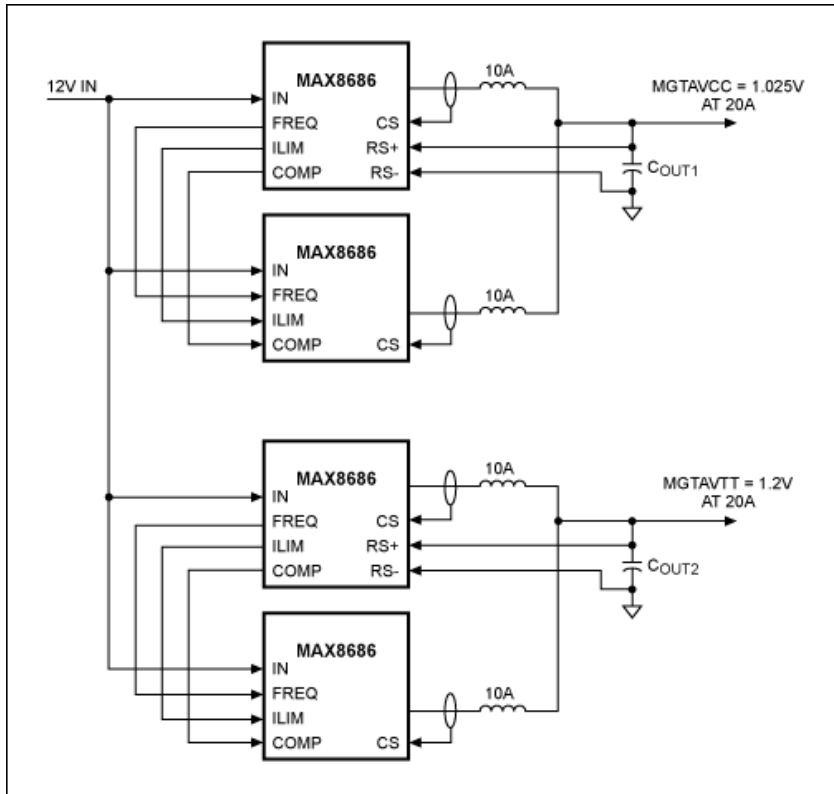 12V IN
MAX8686
IN
FREQ
ILIM
COMP
CS
RS+
RS-
10A
MGTAVCC = 1.025V
AT 20A
COUT1
MAX8686
IN
FREQ
ILIM
COMP
CS
10A
MAX8686
IN
FREQ
ILIM
COMP
CS
RS+
RS-
10A
MGTAVTT = 1.2V
AT 20A
COUT2
MAX8686
IN
FREQ
ILIM
COMP
CS
10A